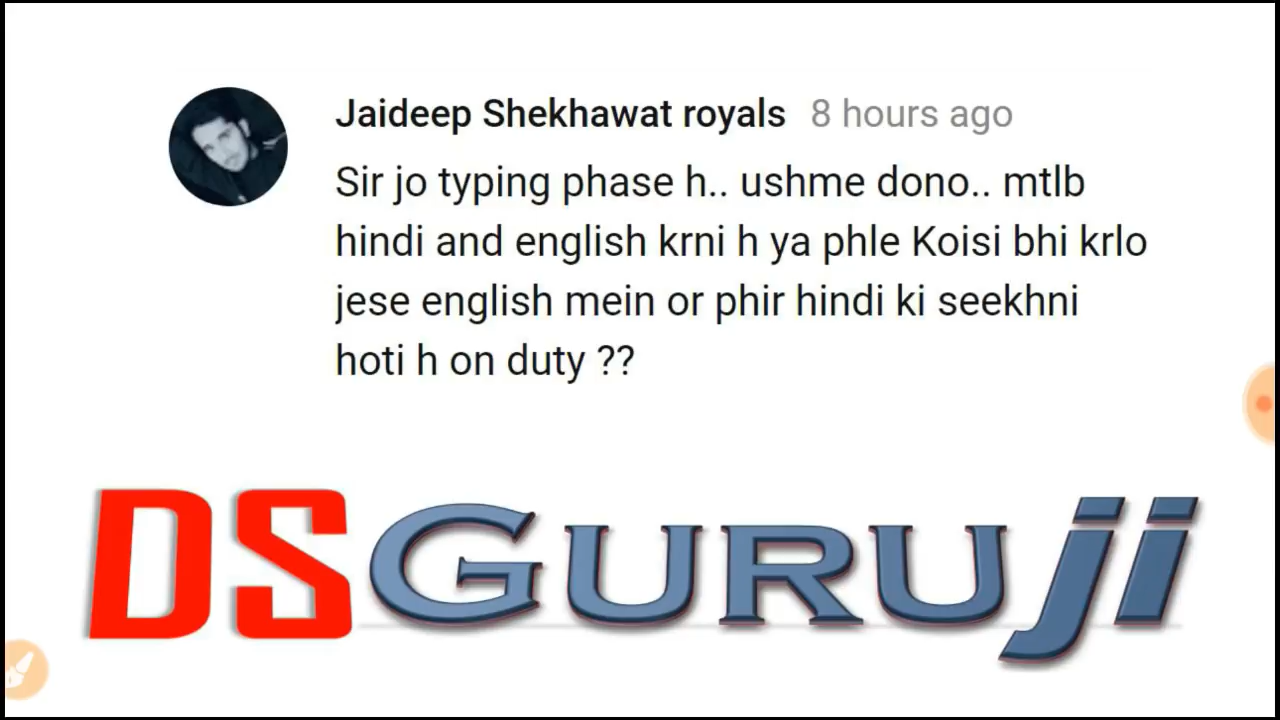 Jaideep Shekhawat royals 8 hours ago
Sir jo typing phase h.. ushme dono.. mtlb
hindi and english krni h ya phle Koisi bhi krlo
jese english mein or phir hindi ki seekhni
hoti h on duty ??
DSGURUji